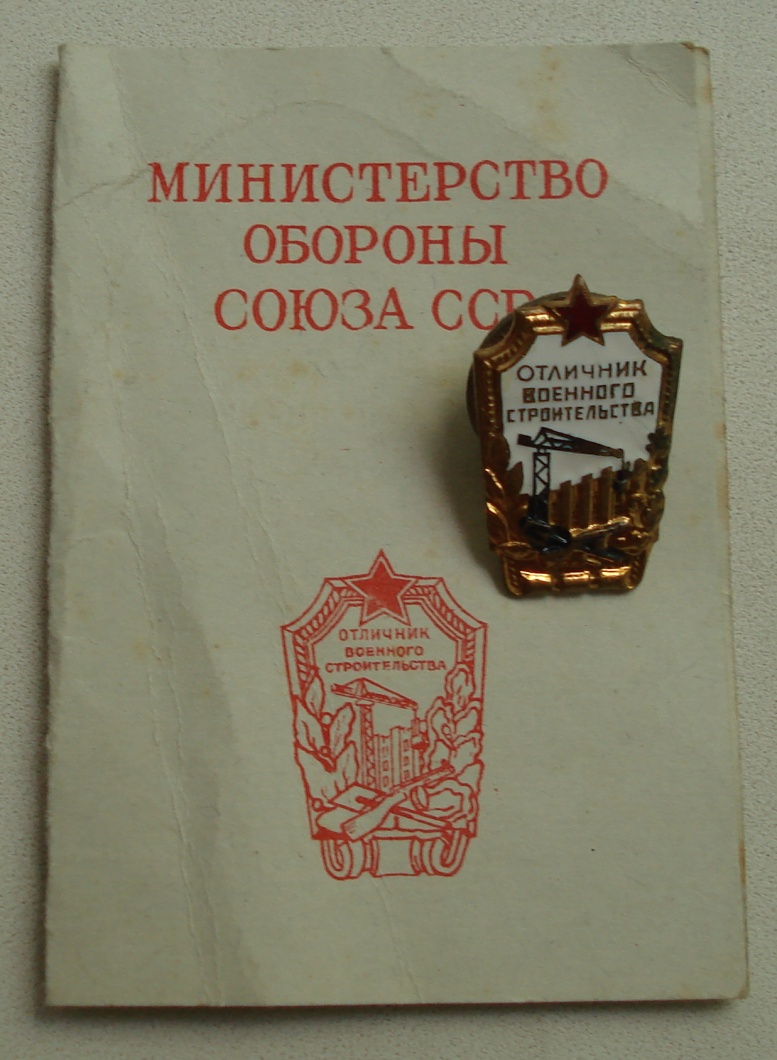 МИНИСТЕРСТВО
ОБОРОНЫ
СОЮЗА ССР
ОТЛИЧНИК
ВОЕННОГО
СТРОИТЕЛЬСТВА
ОТЛИЧНИК
ВОЕННОГО
СТРОИТЕЛЬСТВА